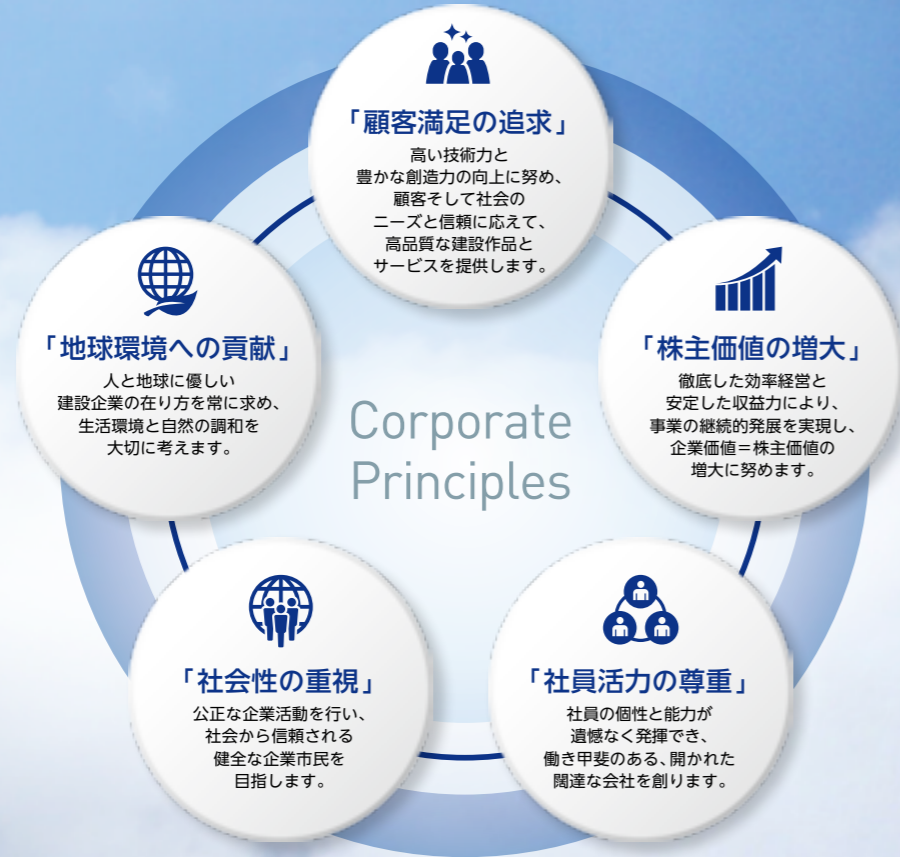 「顧客満足の追求」
高い技術力と
豊かな創造力の向上に努め、
顧客そして社会の
ニーズと信頼に応えて、
高品質な建設作品と
サービスを提供します。
「株主価値の増大」
徹底した効率経営と
安定した収益力により、
事業の継続的発展を実現し、
企業価値＝株主価値の
増大に努めます。
「社員活力の尊重」
社員の個性と能力が
遺憾なく発揮でき、
働き甲斐のある、開かれた
闊達な会社を創ります。
「社会性の重視」
公正な企業活動を行い、
社会から信頼される
健全な企業市民を
目指します。
「地球環境への貢献」
人と地球に優しい
建設企業の在り方を常に求め、
生活環境と自然の調和を
大切に考えます。
Corporate
Principles